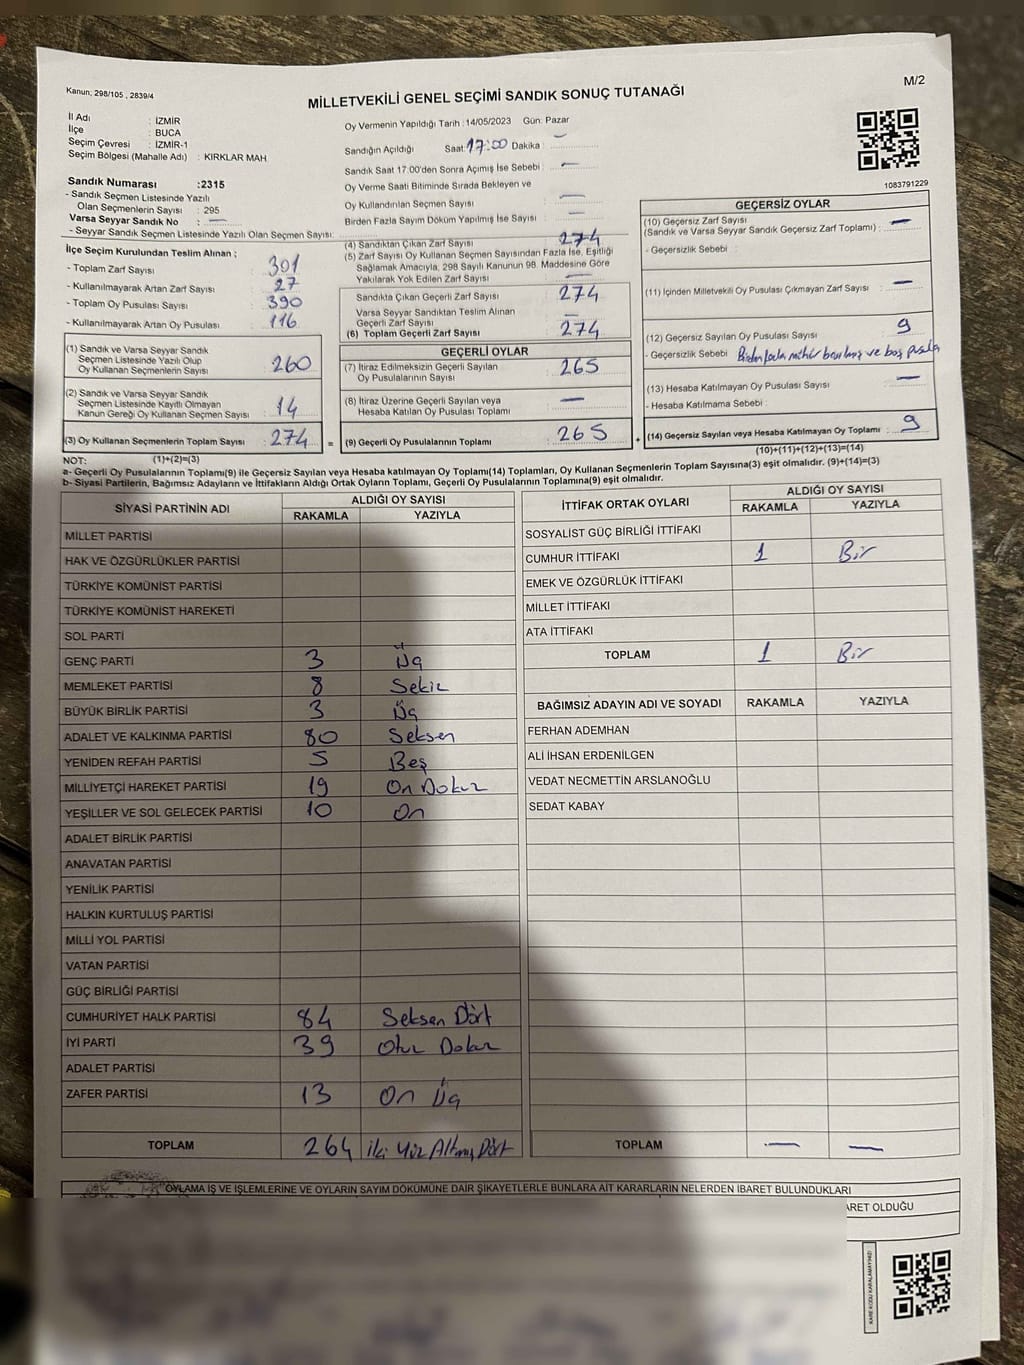 Kanun; 298/105 , 2839/4
M/2
MİLLETVEKİLİ GENEL SEÇİMİ SANDIK SONUÇ TUTANAĞI
İl Adı : İZMİR
İlçe : BUCA
Seçim Çevresi : İZMİR-1
Seçim Bölgesi (Mahalle Adı) : KIRKLAR MAH
Sandık Numarası :2315
- Sandık Seçmen Listesinde Yazılı
Olan Seçmenlerin Sayısı : 295
Varsa Seyyar Sandık No : —
- Seyyar Sandık Seçmen Listesinde Yazılı Olan Seçmen Sayısı:
İlçe Seçim Kurulundan Teslim Alınan ;
- Toplam Zarf Sayısı : 301
- Kullanılmayarak Artan Zarf Sayısı : 27
- Toplam Oy Pusulası Sayısı : 390
- Kullanılmayarak Artan Oy Pusulası : 116
(1) Sandık ve Varsa Seyyar Sandık
Seçmen Listesinde Yazılı Olup
Oy Kullanan Seçmenlerin Sayısı : 260
(2) Sandık ve Varsa Seyyar Sandık
Seçmen Listesinde Kayıtlı Olmayan
Kanun Gereği Oy Kullanan Seçmen Sayısı : 14
(3) Oy Kullanan Seçmenlerin Toplam Sayısı : 274 =
Oy Vermenin Yapıldığı Tarih : 14/05/2023 Gün: Pazar
Sandığın Açıldığı Saat: 17:00 Dakika : —
Sandık Saat 17:00'den Sonra Açımış İse Sebebi : —
Oy Verme Saati Bitiminde Sırada Bekleyen ve
Oy Kullandırılan Seçmen Sayısı : —
Birden Fazla Sayım Döküm Yapılmış İse Sayısı : —
(4) Sandıktan Çıkan Zarf Sayısı : 274
(5) Zarf Sayısı Oy Kullanan Seçmen Sayısından Fazla İse, Eşitliği
Sağlamak Amacıyla, 298 Sayılı Kanunun 98. Maddesine Göre
Yakılarak Yok Edilen Zarf Sayısı : —
Sandıkta Çıkan Geçerli Zarf Sayısı : 274
Varsa Seyyar Sandıktan Teslim Alınan
Geçerli Zarf Sayısı : —
(6) Toplam Geçerli Zarf Sayısı : 274
GEÇERLİ OYLAR
(7) İtiraz Edilmeksizin Geçerli Sayılan
Oy Pusulalarının Sayısı : 265
(8) İtiraz Üzerine Geçerli Sayılan veya
Hesaba Katılan Oy Pusulası Toplamı : —
(9) Geçerli Oy Pusulalarının Toplamı : 265 +
1083791229
GEÇERSİZ OYLAR
(10) Geçersiz Zarf Sayısı
(Sandık ve Varsa Seyyar Sandık Geçersiz Zarf Toplamı) : —
- Geçersizlik Sebebi :
(11) İçinden Milletvekili Oy Pusulası Çıkmayan Zarf Sayısı : —
(12) Geçersiz Sayılan Oy Pusulası Sayısı : 9
- Geçersizlik Sebebi : Birden fazla mühür basılmış ve boş pusula
(13) Hesaba Katılmayan Oy Pusulası Sayısı : —
- Hesaba Katılmama Sebebi :
(14) Geçersiz Sayılan veya Hesaba Katılmayan Oy Toplamı : 9
NOT: (1)+(2)=(3) (10)+(11)+(12)+(13)=(14)
a- Geçerli Oy Pusulasının Toplamı(9) ile Geçersiz Sayılan veya Hesaba katılmayan Oy Toplamı(14) Toplamları, Oy Kullanan Seçmenlerin Toplam Sayısına(3) eşit olmalıdır. (9)+(14)=(3)
b- Siyasi Partilerin, Bağımsız Adayların ve İttifakların Aldığı Ortak Oyların Toplamı, Geçerli Oy Pusulalarının Toplamına(9) eşit olmalıdır.
SİYASİ PARTİNİN ADI ALDIĞI OY SAYISI
RAKAMLA YAZIYLA
MİLLET PARTİSİ
HAK VE ÖZGÜRLÜKLER PARTİSİ
TÜRKİYE KOMÜNİST PARTİSİ
TÜRKİYE KOMÜNİST HAREKETİ
SOL PARTİ
GENÇ PARTİ 3 Üç
MEMLEKET PARTİSİ 8 Sekiz
BÜYÜK BİRLİK PARTİSİ 3 Üç
ADALET VE KALKINMA PARTİSİ 80 Seksen
YENİDEN REFAH PARTİSİ 5 Beş
MİLLİYETÇİ HAREKET PARTİSİ 19 On Dokuz
YEŞİLLER VE SOL GELECEK PARTİSİ 10 On
ADALET BİRLİK PARTİSİ
ANAVATAN PARTİSİ
YENİLİK PARTİSİ
HALKIN KURTULUŞ PARTİSİ
MİLLİ YOL PARTİSİ
VATAN PARTİSİ
GÜÇ BİRLİĞİ PARTİSİ
CUMHURİYET HALK PARTİSİ 84 Seksen Dört
İYİ PARTİ 39 Otuz Dokuz
ADALET PARTİSİ
ZAFER PARTİSİ 13 On Üç
TOPLAM 264 İki Yüz Altmış Dört
İTTİFAK ORTAK OYLARI ALDIĞI OY SAYISI
RAKAMLA YAZIYLA
SOSYALİST GÜÇ BİRLİĞİ İTTİFAKI
CUMHUR İTTİFAKI 1 Bir
EMEK VE ÖZGÜRLÜK İTTİFAKI
MİLLET İTTİFAKI
ATA İTTİFAKI
TOPLAM 1 Bir
BAĞIMSIZ ADAYIN ADI VE SOYADI RAKAMLA YAZIYLA
FERHAN ADEMHAN
ALİ İHSAN ERDENİLGEN
VEDAT NECMETTİN ARSLANOĞLU
SEDAT KABAY
TOPLAM — —
OYLAMA İŞ VE İŞLEMLERİNE VE OYLARIN SAYIM DÖKÜMÜNE DAİR ŞİKAYETLERLE BUNLARA AİT KARARLARIN NELERDEN İBARET BULUNDUKLARI
ARET OLDUĞU
KARE KODU KARALAMAYINIZ!